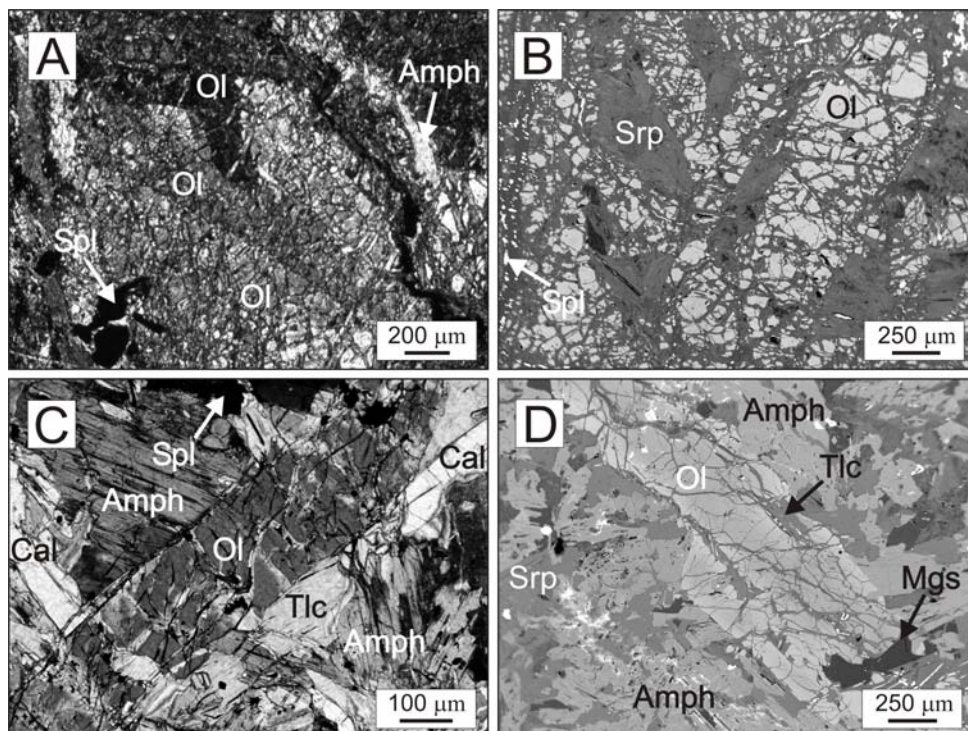 A
Ol
Amph
Ol
Spl
Ol
200 µm
B
Ol
Srp
Spl
250 µm
C
Spl
Cal
Amph
Cal
Ol
Tlc
Amph
100 µm
D
Amph
Tlc
Ol
Srp
Mgs
Amph
250 µm